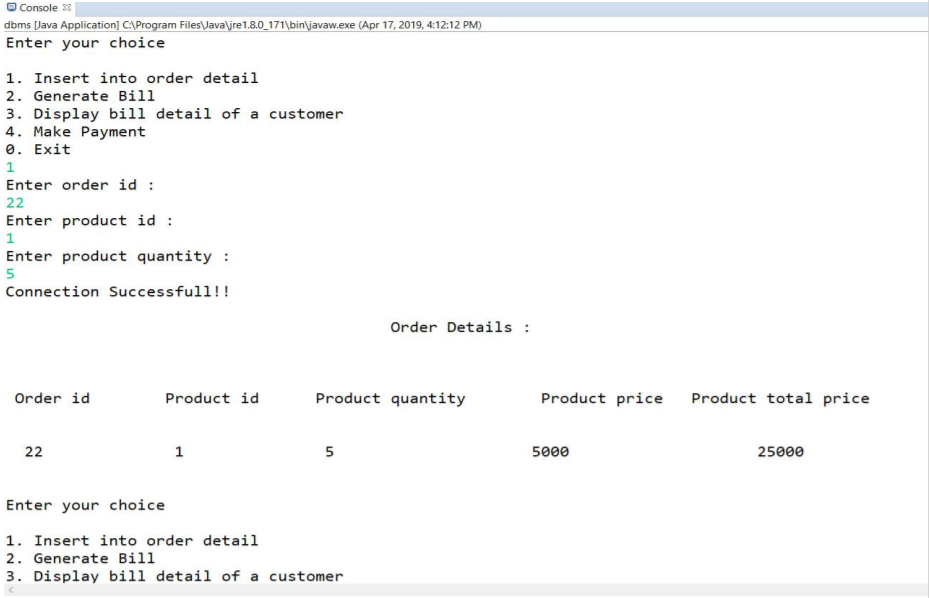 Console
dbms [Java Application] C:\Program Files\Java\jre1.8.0_171\bin\javaw.exe (Apr 17, 2019, 4:12:12 PM)
Enter your choice
1. Insert into order detail
2. Generate Bill
3. Display bill detail of a customer
4. Make Payment
0. Exit
1
Enter order id :
22
Enter product id :
1
Enter product quantity :
5
Connection Successfull!!
Order Details :
Order id Product id Product quantity Product price Product total price
22 1 5 5000 25000
Enter your choice
1. Insert into order detail
2. Generate Bill
3. Display bill detail of a customer